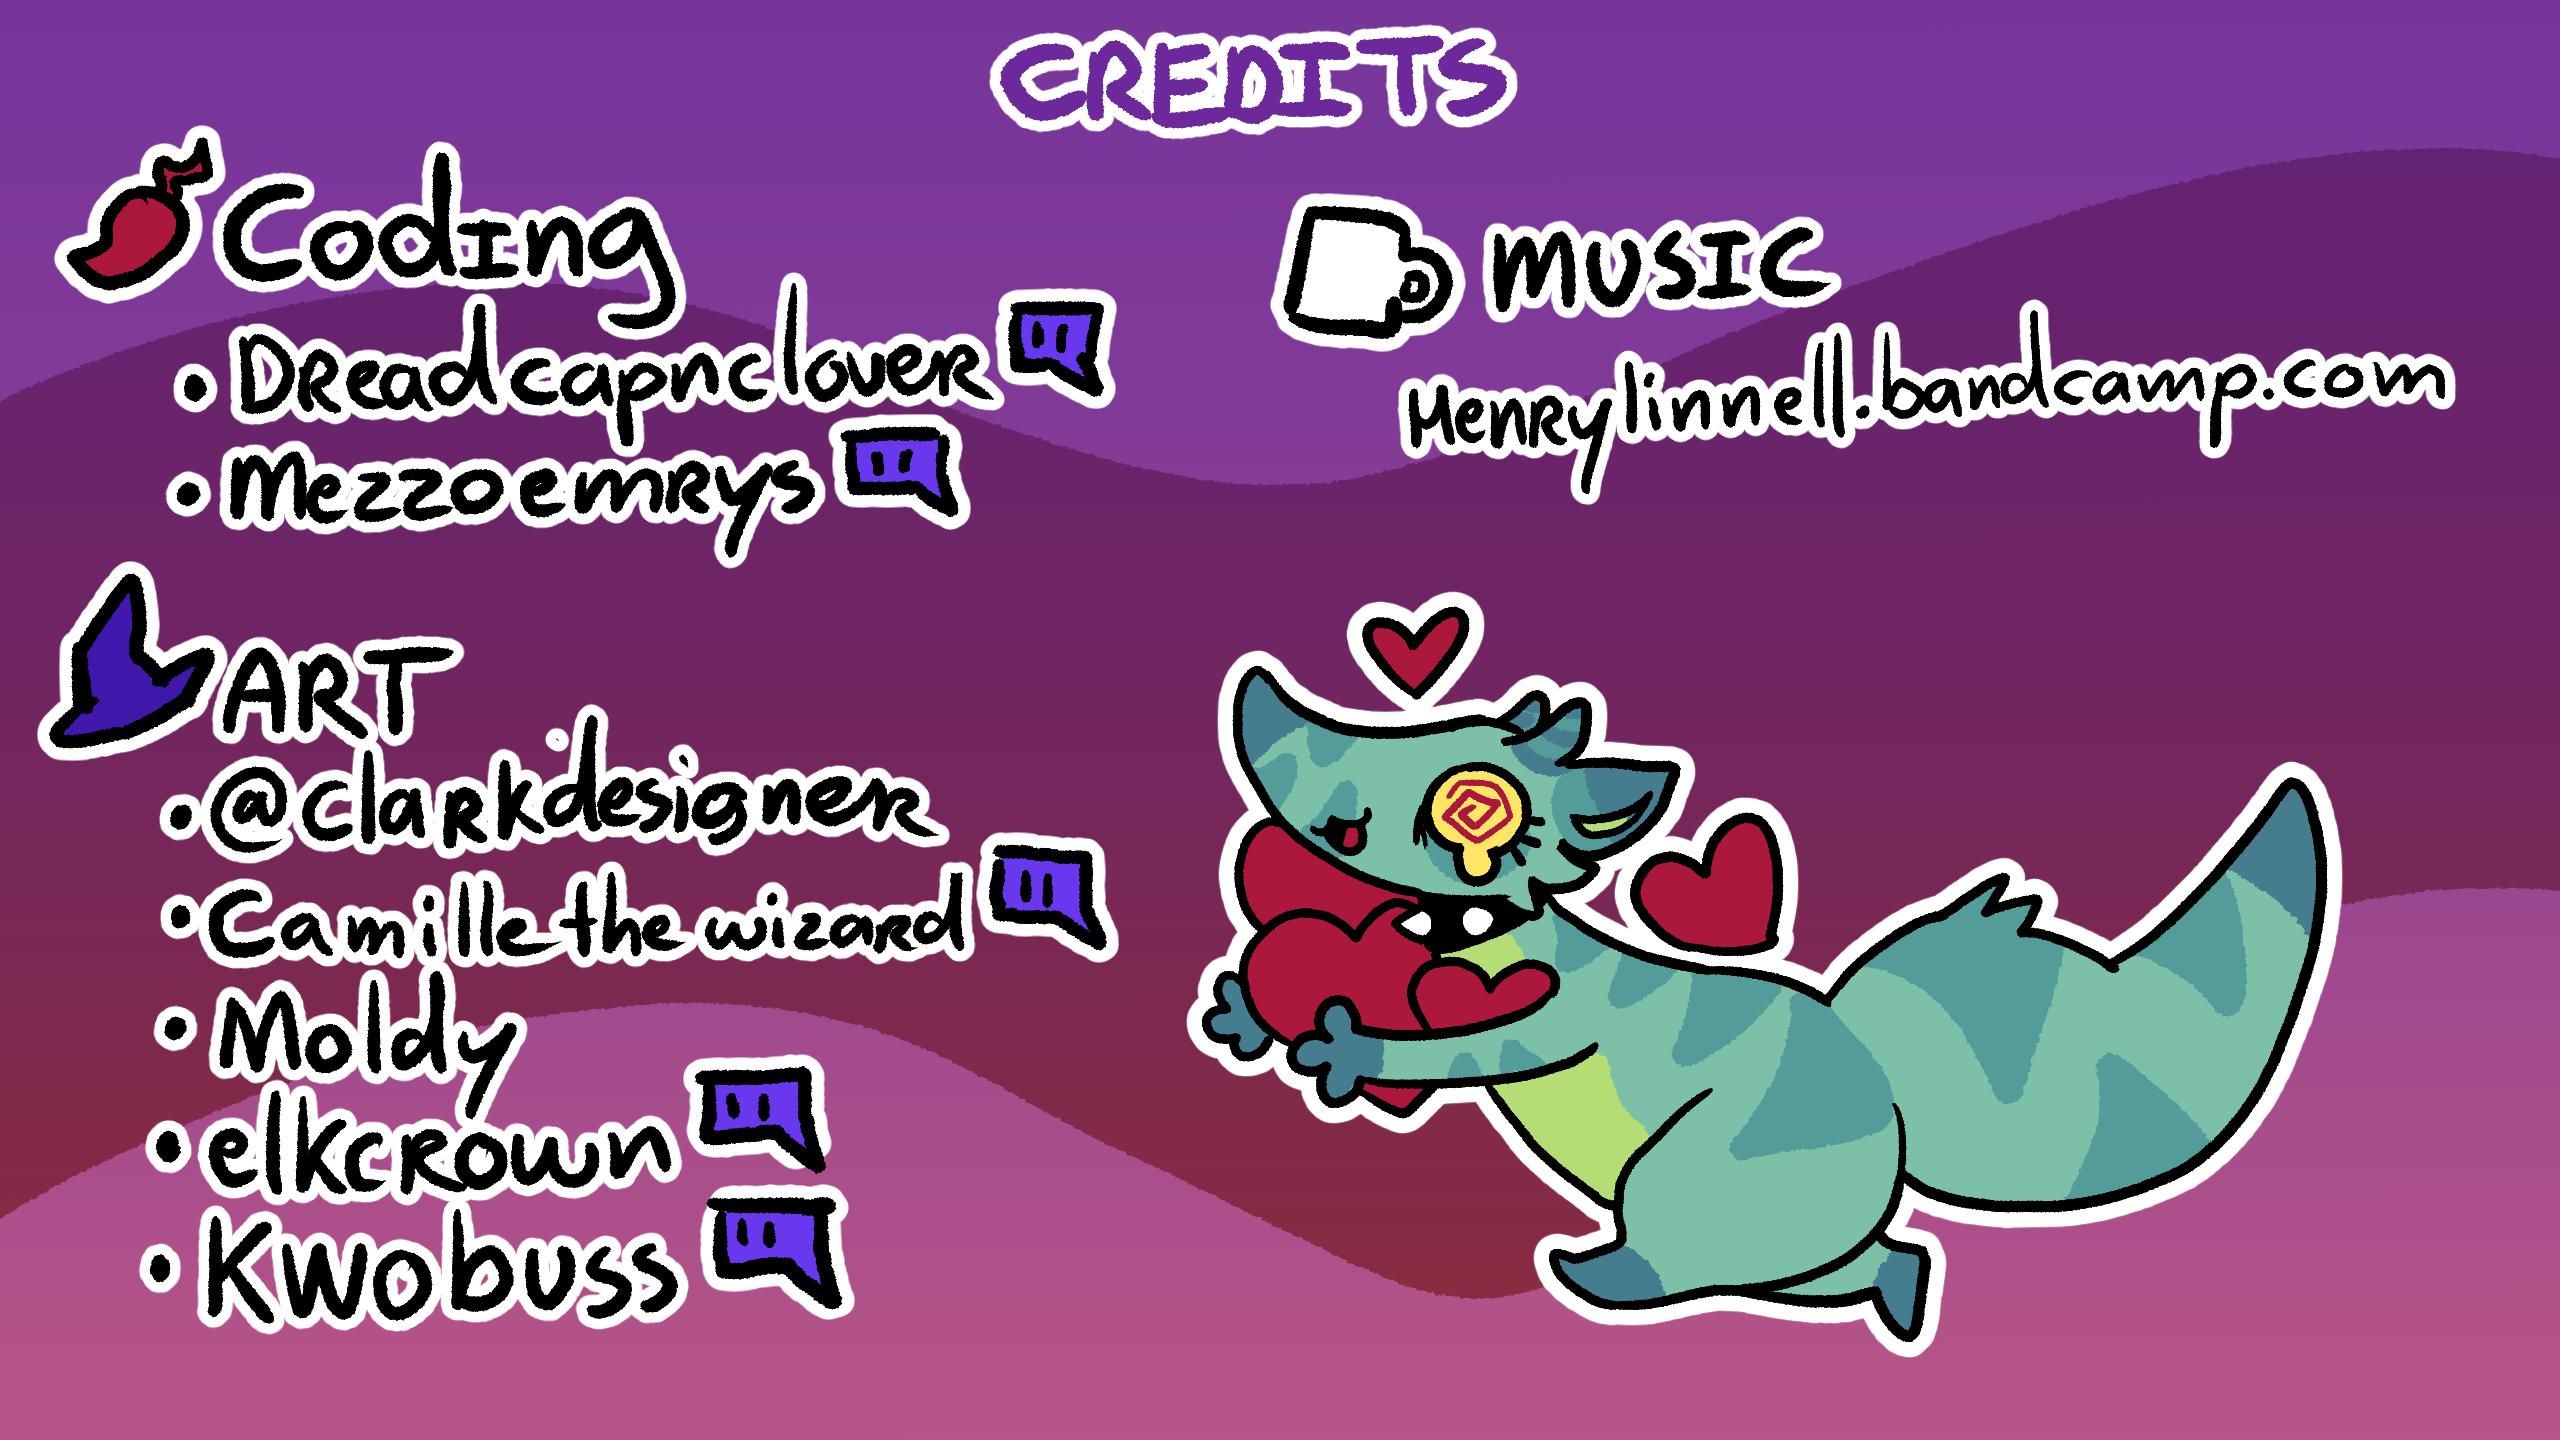 CREDITS
Coding
• Dreadcapnclover
• Mezzoemrys
ART
• @clarkdesigner
• Camillethewizard
• Moldy
• elkcrown
• Kwobuss
MUSIC
Henrylinnell.bandcamp.com